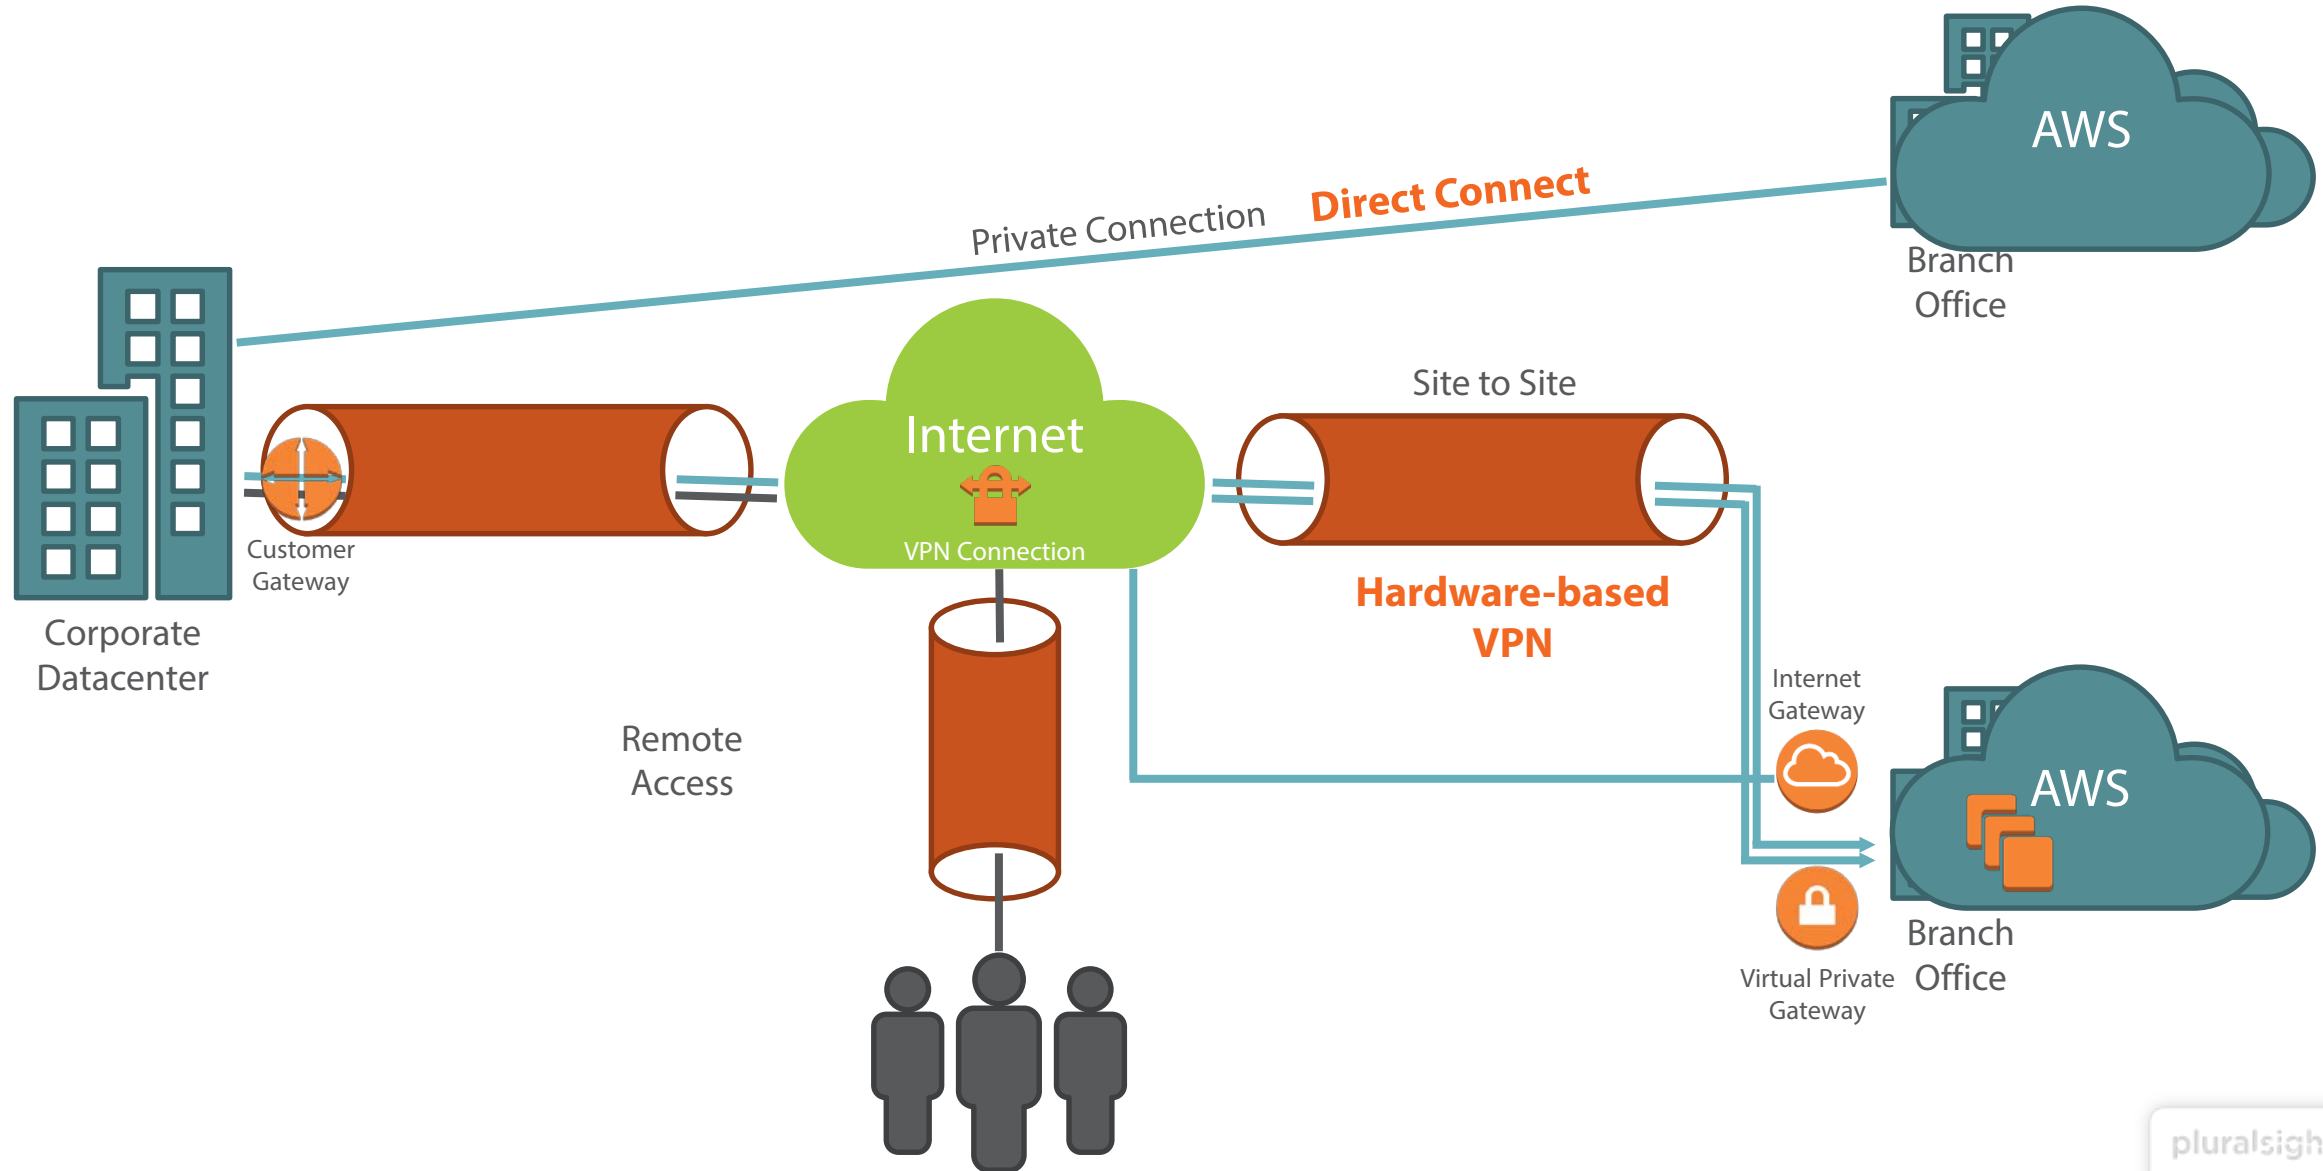 AWS
Direct Connect
Private Connection
Branch
Office
Site to Site
Internet
VPN Connection
Customer
Gateway
Hardware-based
VPN
Corporate
Datacenter
Internet
Gateway
Remote
Access
AWS
Branch
Office
Virtual Private
Gateway
pluralsigh